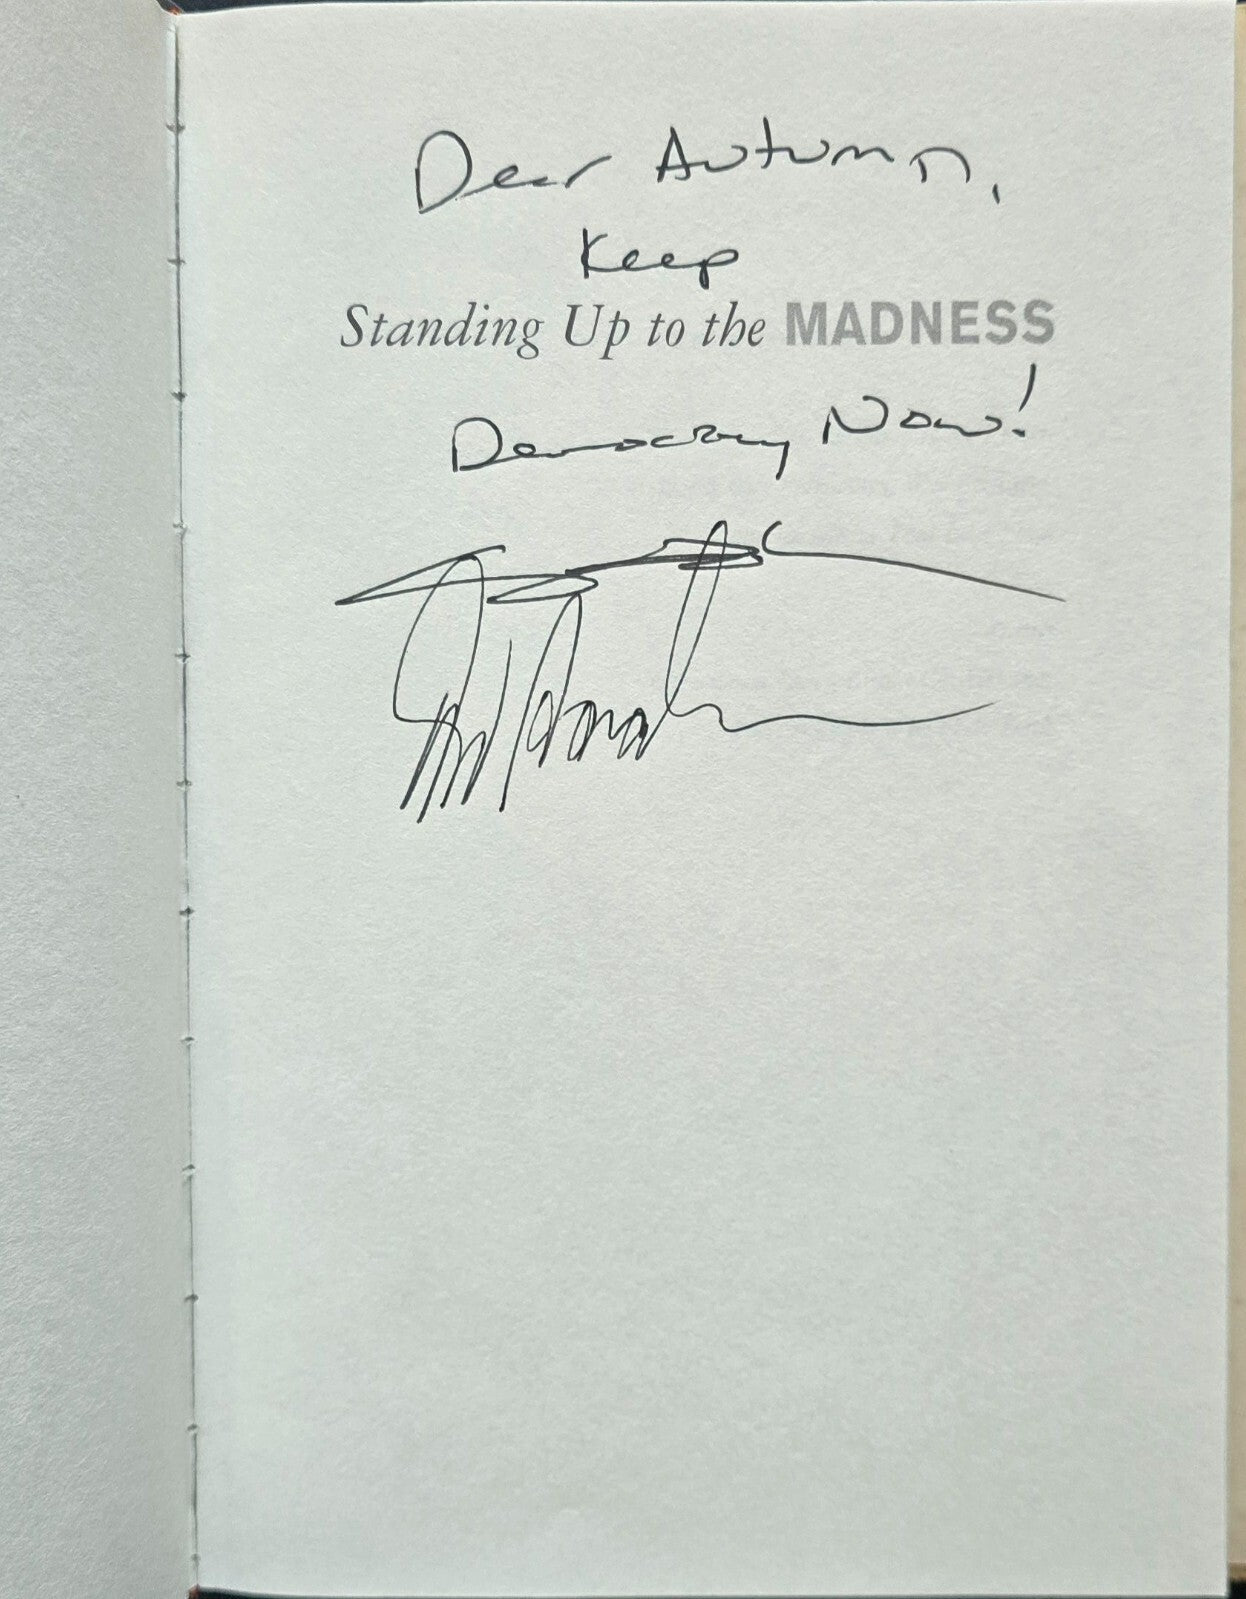 Dear Autumn,
Keep
Standing Up to the MADNESS
Democracy Now!